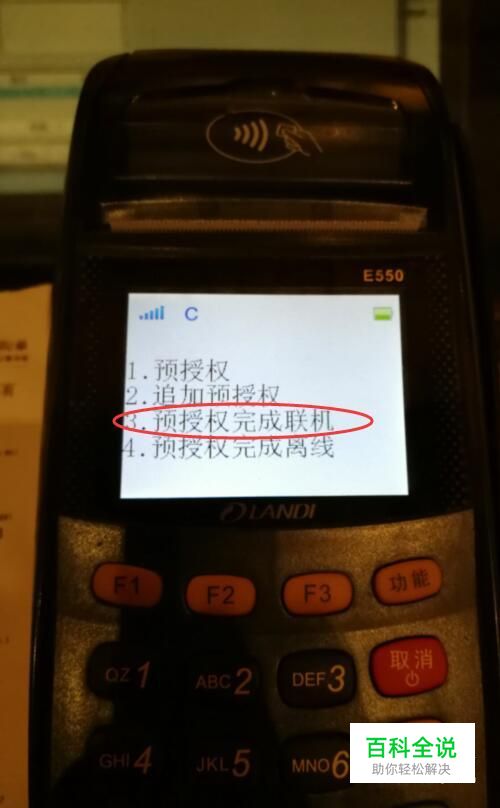 E550
C
1.预授权
2.追加预授权
3.预授权完成联机
4.预授权完成离线
LANDI
F1 F2 F3 功能
QZ 1 ABC 2 DEF 3 取消
GHI 4 JKL 5 MNO 6
百科全说
助你轻松解决